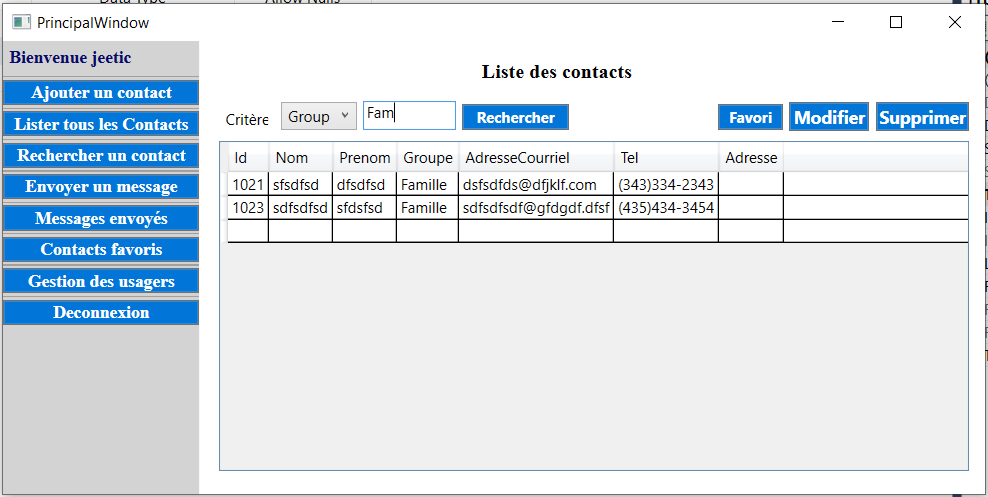 PrincipalWindow
Bienvenue jeetic
Ajouter un contact
Lister tous les Contacts
Rechercher un contact
Envoyer un message
Messages envoyés
Contacts favoris
Gestion des usagers
Deconnexion
Liste des contacts
Critère Group Fam Rechercher Favori Modifier Supprimer
Id Nom Prenom Groupe AdresseCourriel Tel Adresse
1021 sfsdfsd dfsdfsd Famille dsfsdfds@dfjklf.com (343)334-2343
1023 sdfsdfsd sfdsfsd Famille sdfsdfsdf@gfdgdf.dfsf (435)434-3454